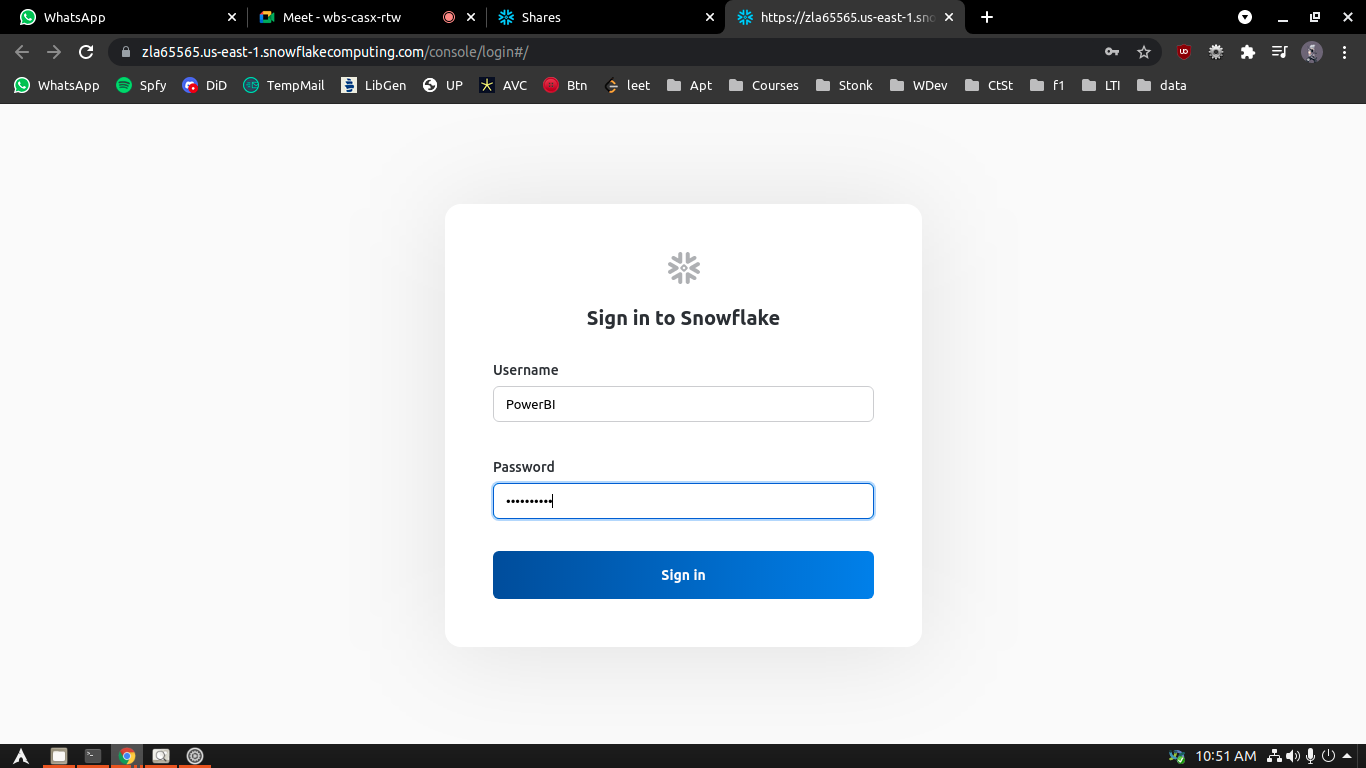 WhatsApp
Meet - wbs-casx-rtw
Shares
https://zla65565.us-east-1.sno
zla65565.us-east-1.snowflakecomputing.com/console/login#/
WhatsApp Spfy DiD TempMail LibGen UP AVC Btn leet Apt Courses Stonk WDev CtSt f1 LTI data
Sign in to Snowflake
Username
PowerBI
Password
••••••••••
Sign in
10:51 AM